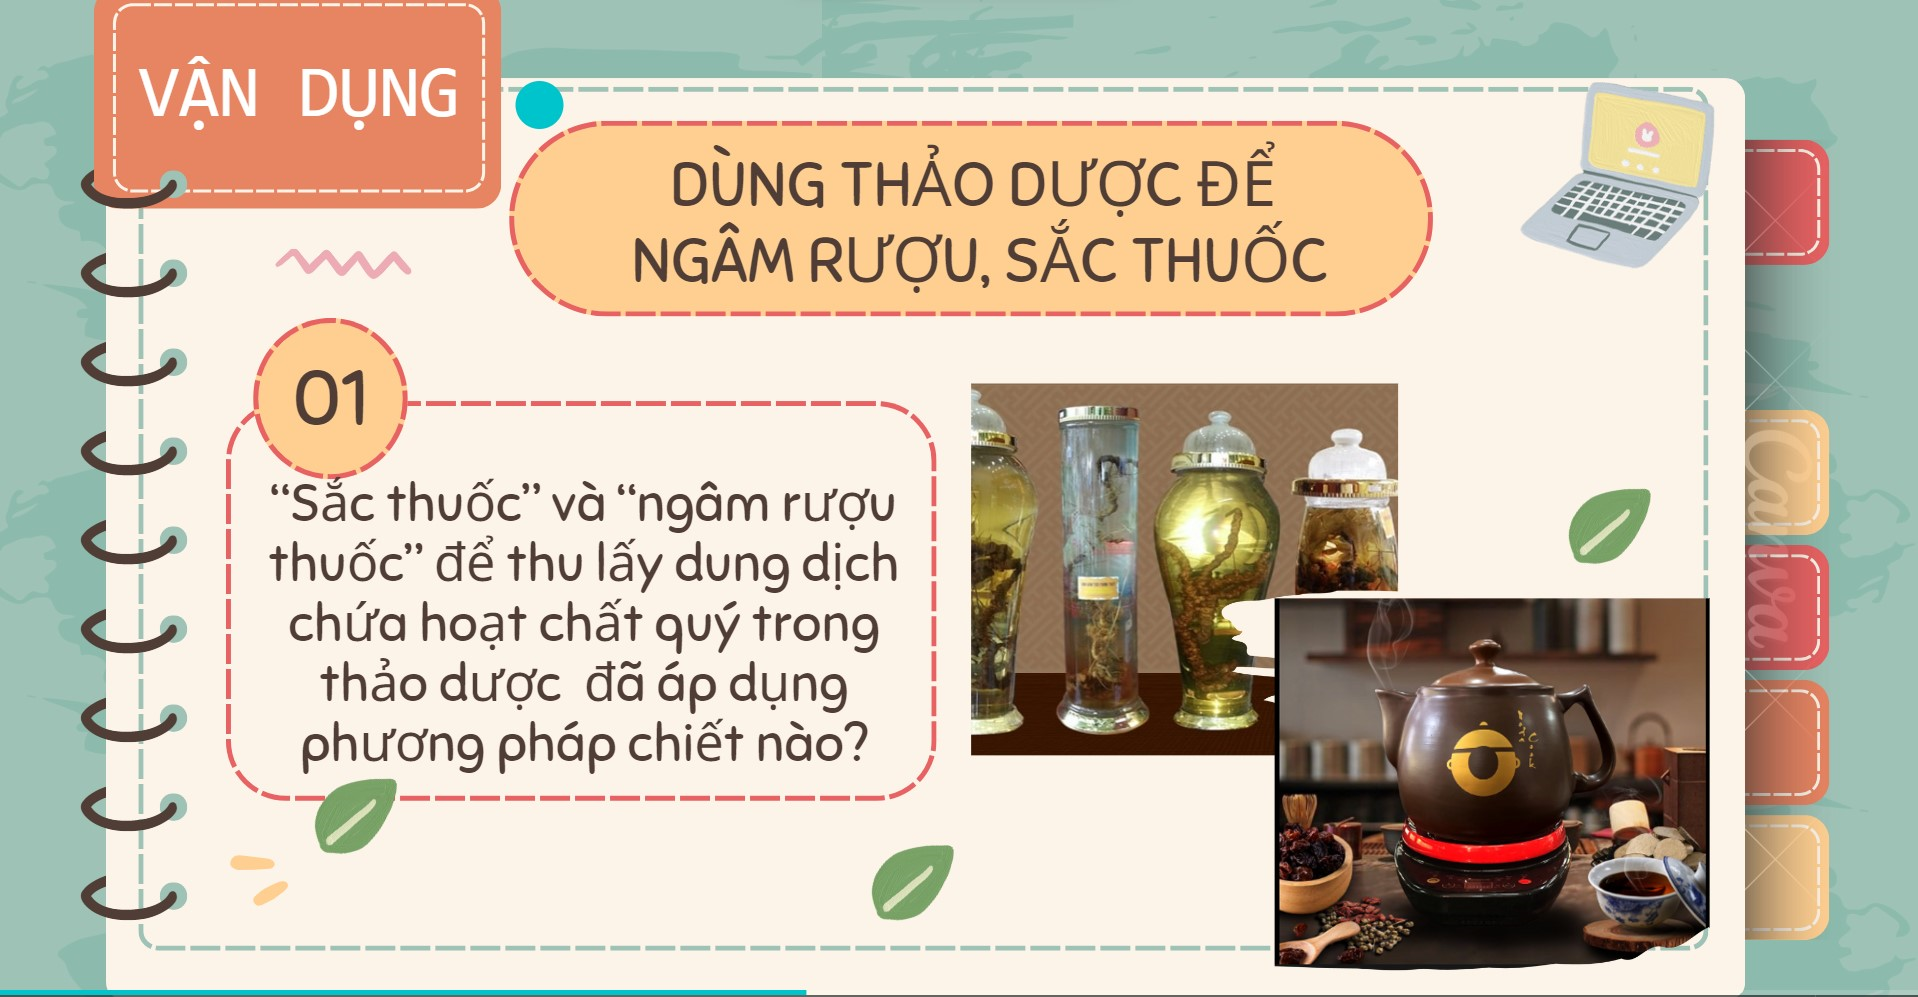 VẬN DỤNG
DÙNG THẢO DƯỢC ĐỂ
NGÂM RƯỢU, SẮC THUỐC
01
“Sắc thuốc” và “ngâm rượu
thuốc” để thu lấy dung dịch
chứa hoạt chất quý trong
thảo dược đã áp dụng
phương pháp chiết nào?
Canva